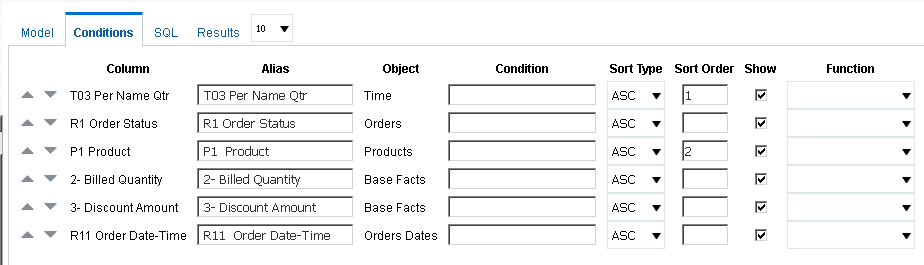 Model Conditions SQL Results 10
Column Alias Object Condition Sort Type Sort Order Show Function
T03 Per Name Qtr T03 Per Name Qtr Time ASC 1
R1 Order Status R1 Order Status Orders ASC
P1 Product P1  Product Products ASC 2
2- Billed Quantity 2- Billed Quantity Base Facts ASC
3- Discount Amount 3- Discount Amount Base Facts ASC
R11 Order Date-Time R11  Order Date-Time Orders Dates ASC